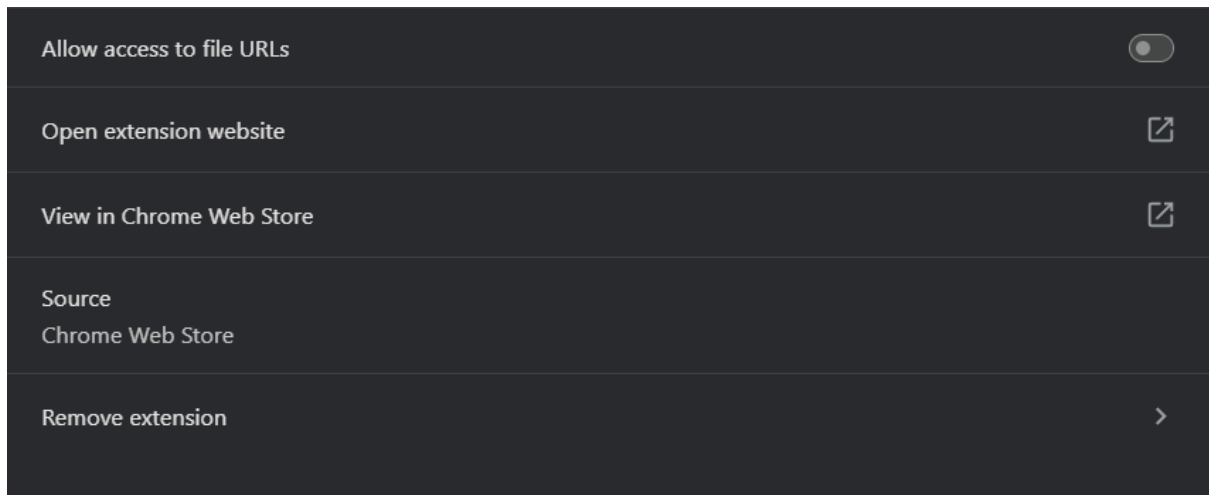 Allow access to file URLs
Open extension website
View in Chrome Web Store
Source
Chrome Web Store
Remove extension